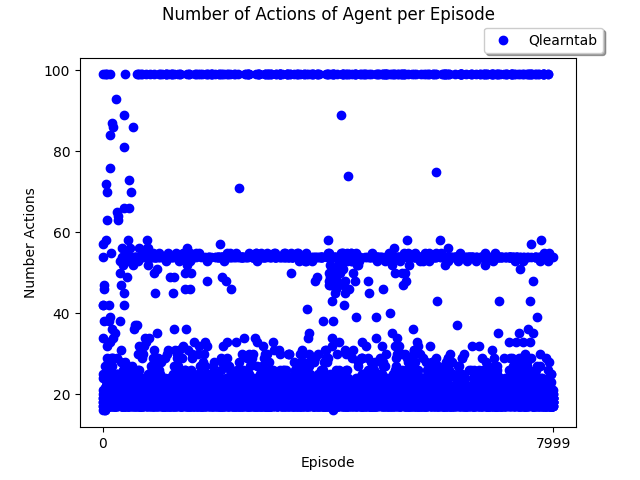 Number of Actions of Agent per Episode
Qlearntab
100
80
60
40
20
Number Actions
0
7999
Episode